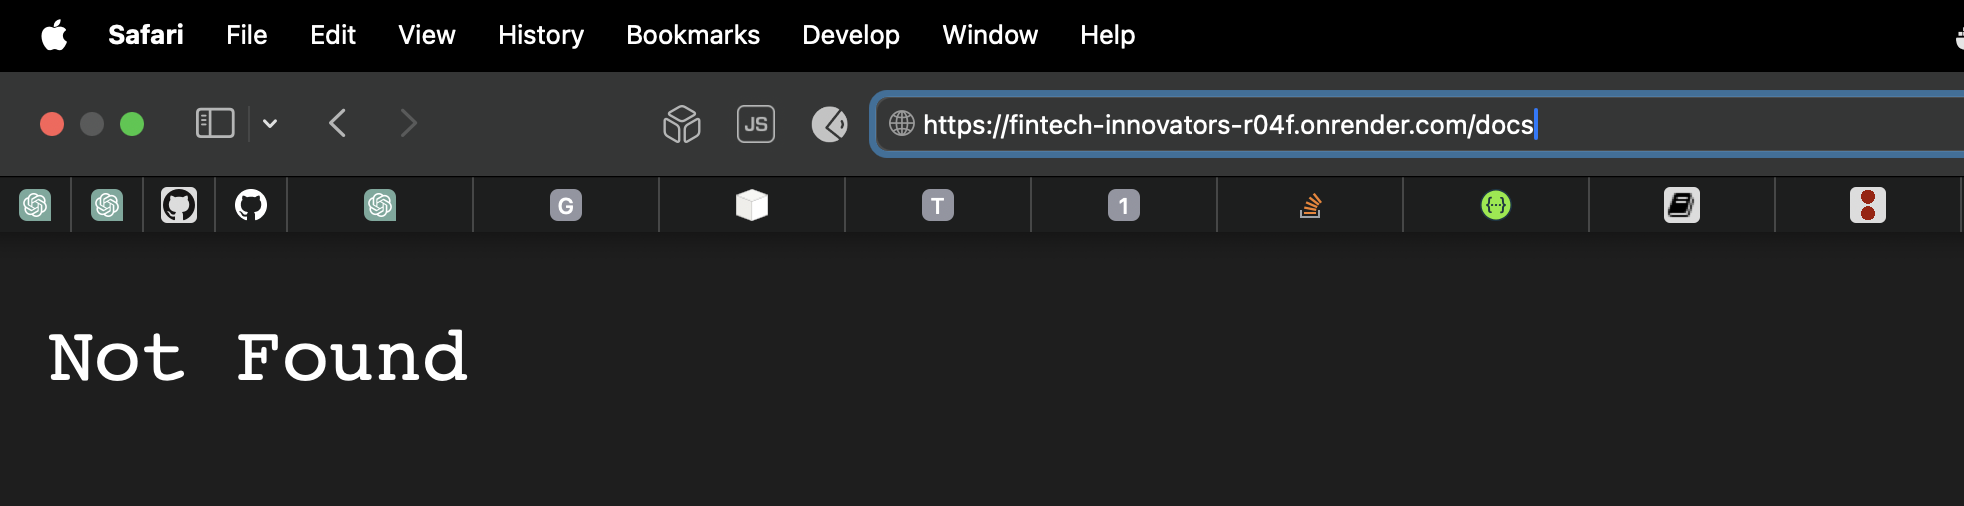 Safari File Edit View History Bookmarks Develop Window Help
JS https://fintech-innovators-r04f.onrender.com/docs
G T 1 {...}
Not Found